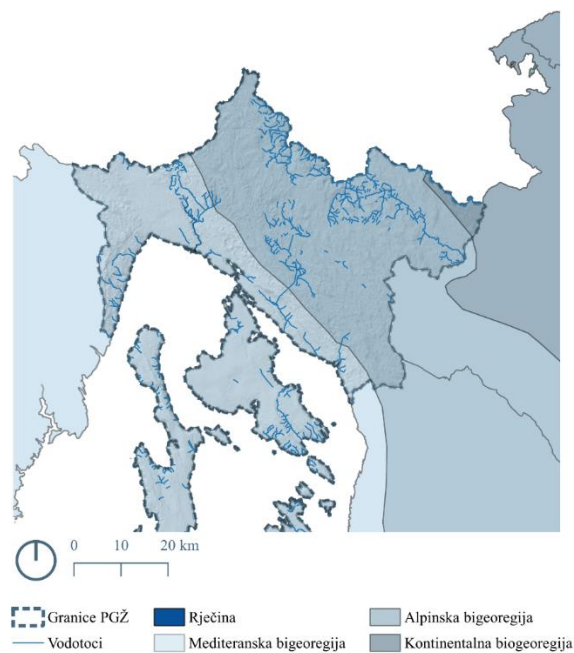 0 10 20 km
Granice PGŽ
Rječina
Alpinska bigeoregija
Vodotoci
Mediteranska bigeoregija
Kontinentalna biogeoregija